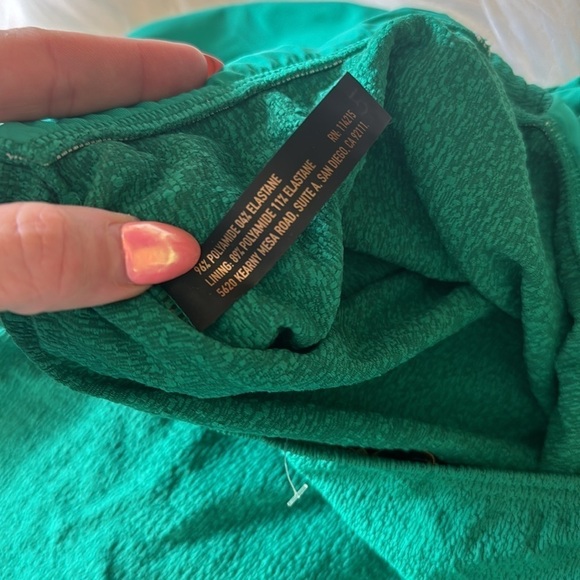 96% POLYAMIDE 04% ELASTANE
LINING: 89% POLYAMIDE 11% ELASTANE
5620 KEARNY MESA ROAD, SUITE A, SAN DIEGO, CA 92111.
RN: 114215